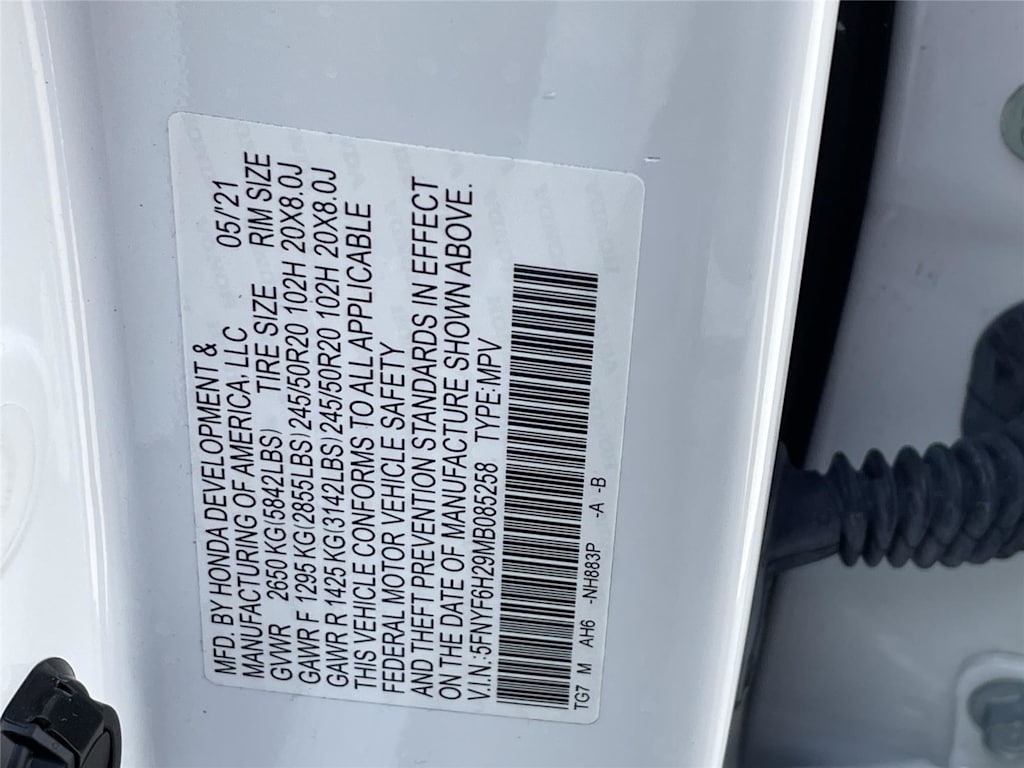 MFD. BY HONDA DEVELOPMENT &
MANUFACTURING OF AMERICA, LLC 05/'21
GVWR 2650 KG(5842LBS) TIRE SIZE RIM SIZE
GAWR F 1295 KG(2855LBS) 245/50R20 102H 20X8.0J
GAWR R 1425 KG(3142LBS) 245/50R20 102H 20X8.0J
THIS VEHICLE CONFORMS TO ALL APPLICABLE
FEDERAL MOTOR VEHICLE SAFETY
AND THEFT PREVENTION STANDARDS IN EFFECT
ON THE DATE OF MANUFACTURE SHOWN ABOVE.
V.I.N.:5FNYF6H29MB085258 TYPE:MPV
TG7 M AH6 -NH883P -A -B